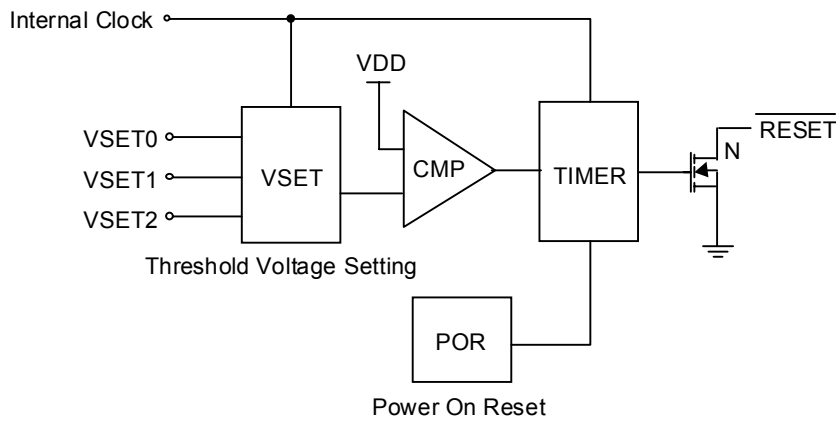 Internal Clock
VDD
VSET0
VSET1
VSET2
VSET
CMP
TIMER
N
RESET
Threshold Voltage Setting
POR
Power On Reset